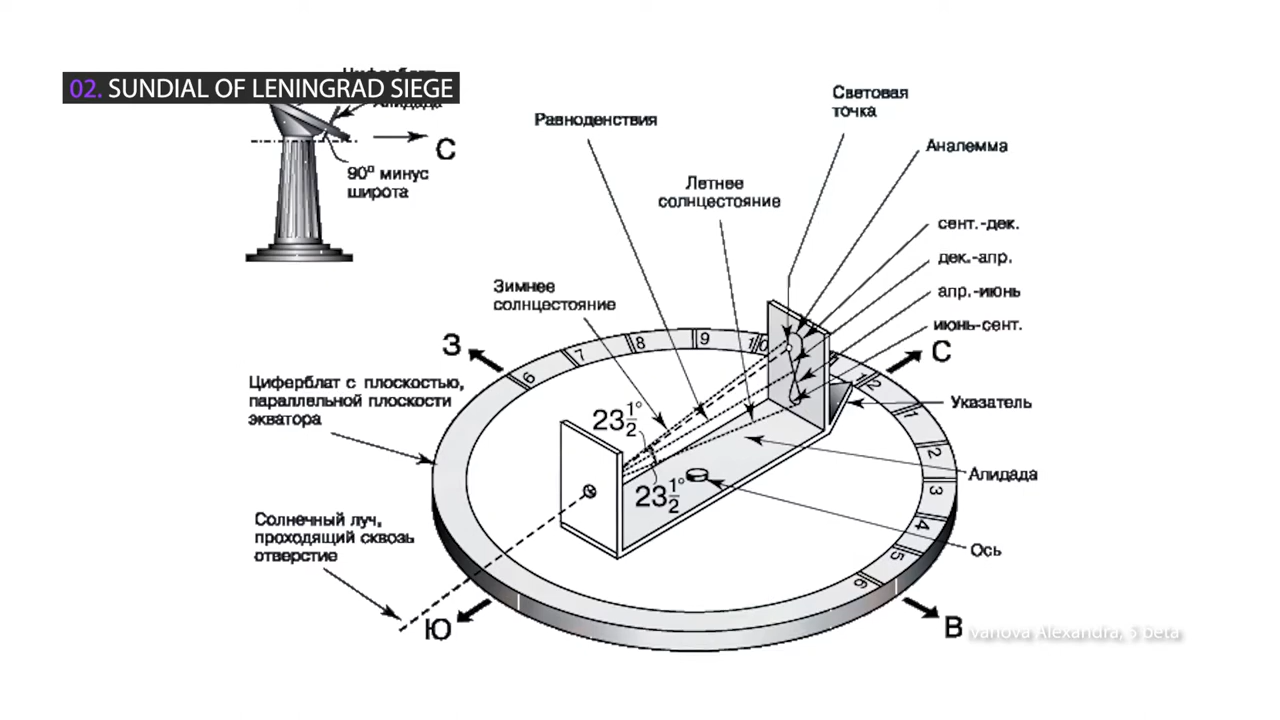 02. SUNDIAL OF LENINGRAD SIEGE
Алидада
С
90° минус
широта
Равноденствия
Световая
точка
Аналемма
Летнее
солнцестояние
сент.-дек.
дек.-апр.
апр.-июнь
июнь-сент.
Зимнее
солнцестояние
З
С
6
7
8
9
10
12
1
2
3
4
5
6
Циферблат с плоскостью,
параллельной плоскости
экватора
23 1/2°
23 1/2°
Указатель
Алидада
Ось
Солнечный луч,
проходящий сквозь
отверстие
Ю
В
Ivanova Alexandra, 5 beta